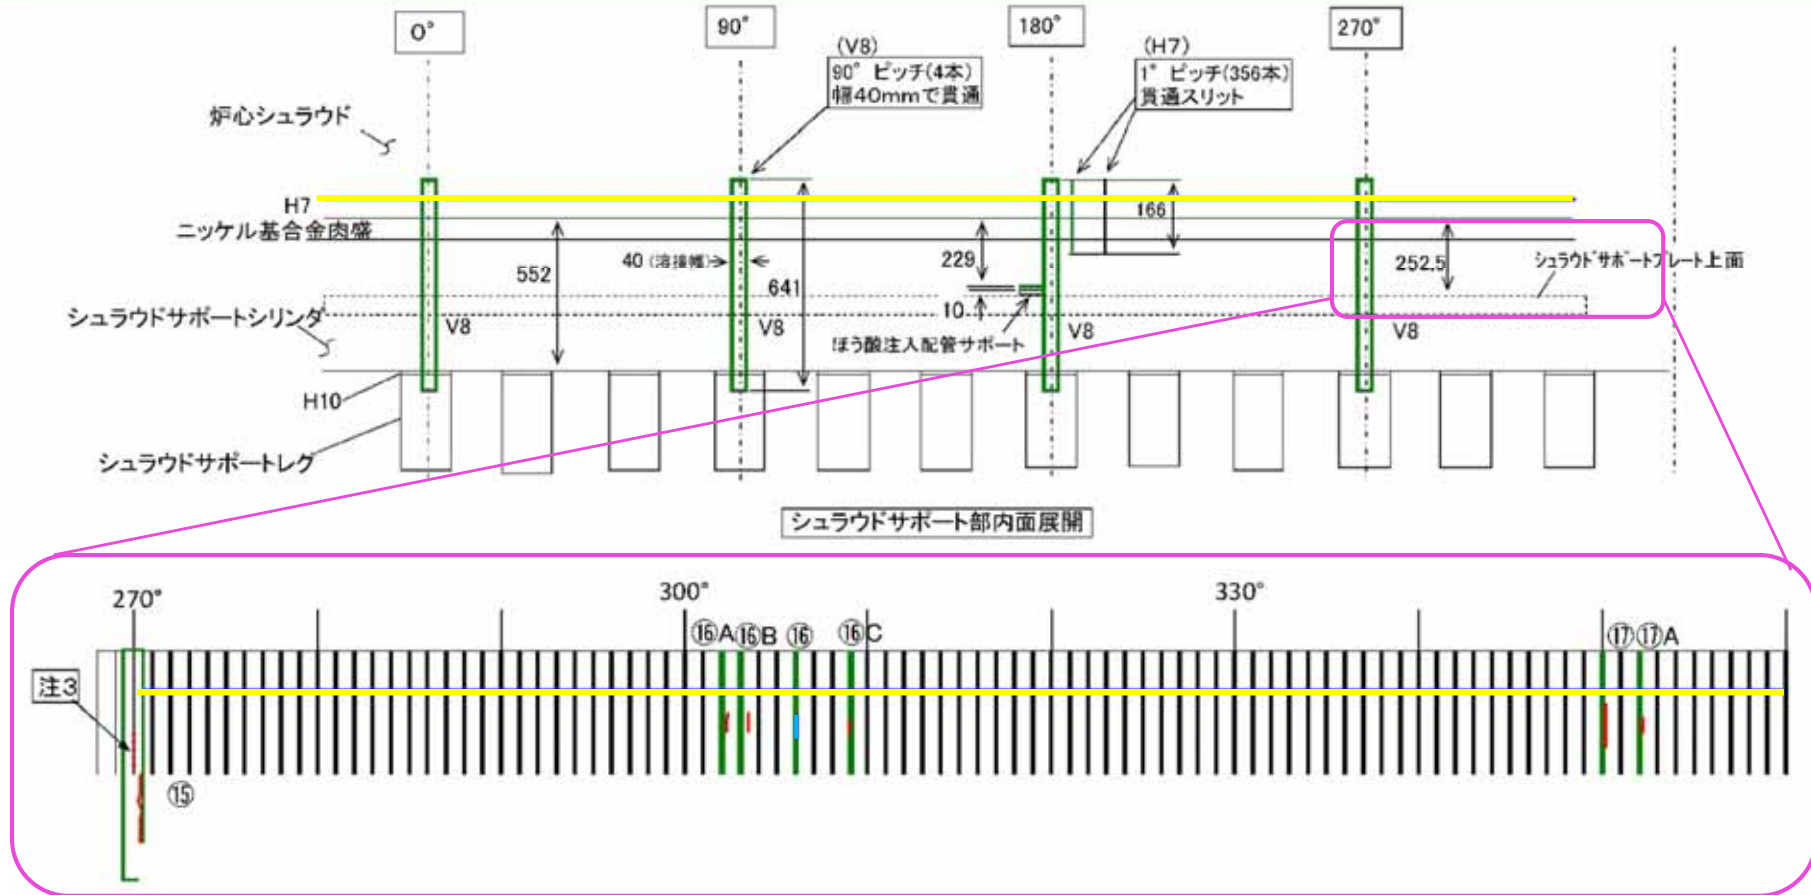 0°
90°
180°
270°
(V8)
90° ピッチ(4本)
幅40mmで貫通
(H7)
1° ピッチ(356本)
貫通スリット
炉心シュラウド
H7
ニッケル基合金肉盛
166
552
40 (溶接幅)
641
229
252.5
シュラウドサポートプレート上面
10
シュラウドサポートシリンダ
V8
V8
V8
V8
ほう酸注入配管サポート
H10
シュラウドサポートレグ
シュラウドサポート部内面展開
270°
300°
330°
⑯A
⑯B
⑯
⑯C
⑰
⑰A
注3
⑮